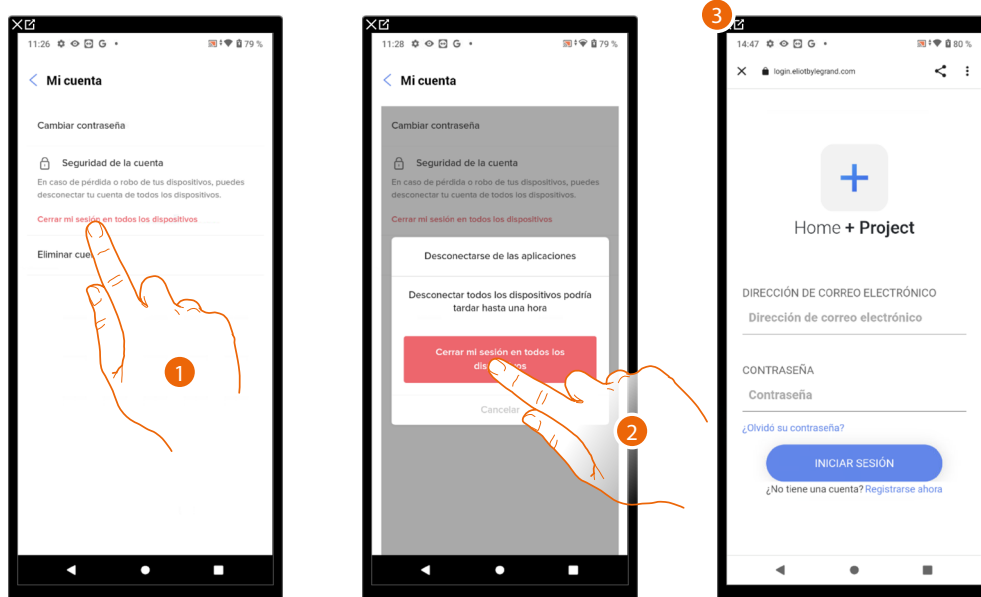 11:26 G 79 %
Mi cuenta
Cambiar contraseña
Seguridad de la cuenta
En caso de pérdida o robo de tus dispositivos, puedes
desconectar tu cuenta de todos los dispositivos.
Cerrar mi sesión en todos los dispositivos
Eliminar cue
1
11:28 G 79 %
Mi cuenta
Cambiar contraseña
Seguridad de la cuenta
En caso de pérdida o robo de tus dispositivos, puedes
desconectar tu cuenta de todos los dispositivos.
Cerrar mi sesión en todos los dispositivos
Desconectarse de las aplicaciones
Desconectar todos los dispositivos podría
tardar hasta una hora
Cerrar mi sesión en todos los
Cancelar
2
3
14:47 G 80 %
login.eliotbylegrand.com
Home + Project
DIRECCIÓN DE CORREO ELECTRÓNICO
Dirección de correo electrónico
CONTRASEÑA
Contraseña
¿Olvidó su contraseña?
INICIAR SESIÓN
¿No tiene una cuenta? Registrarse ahora